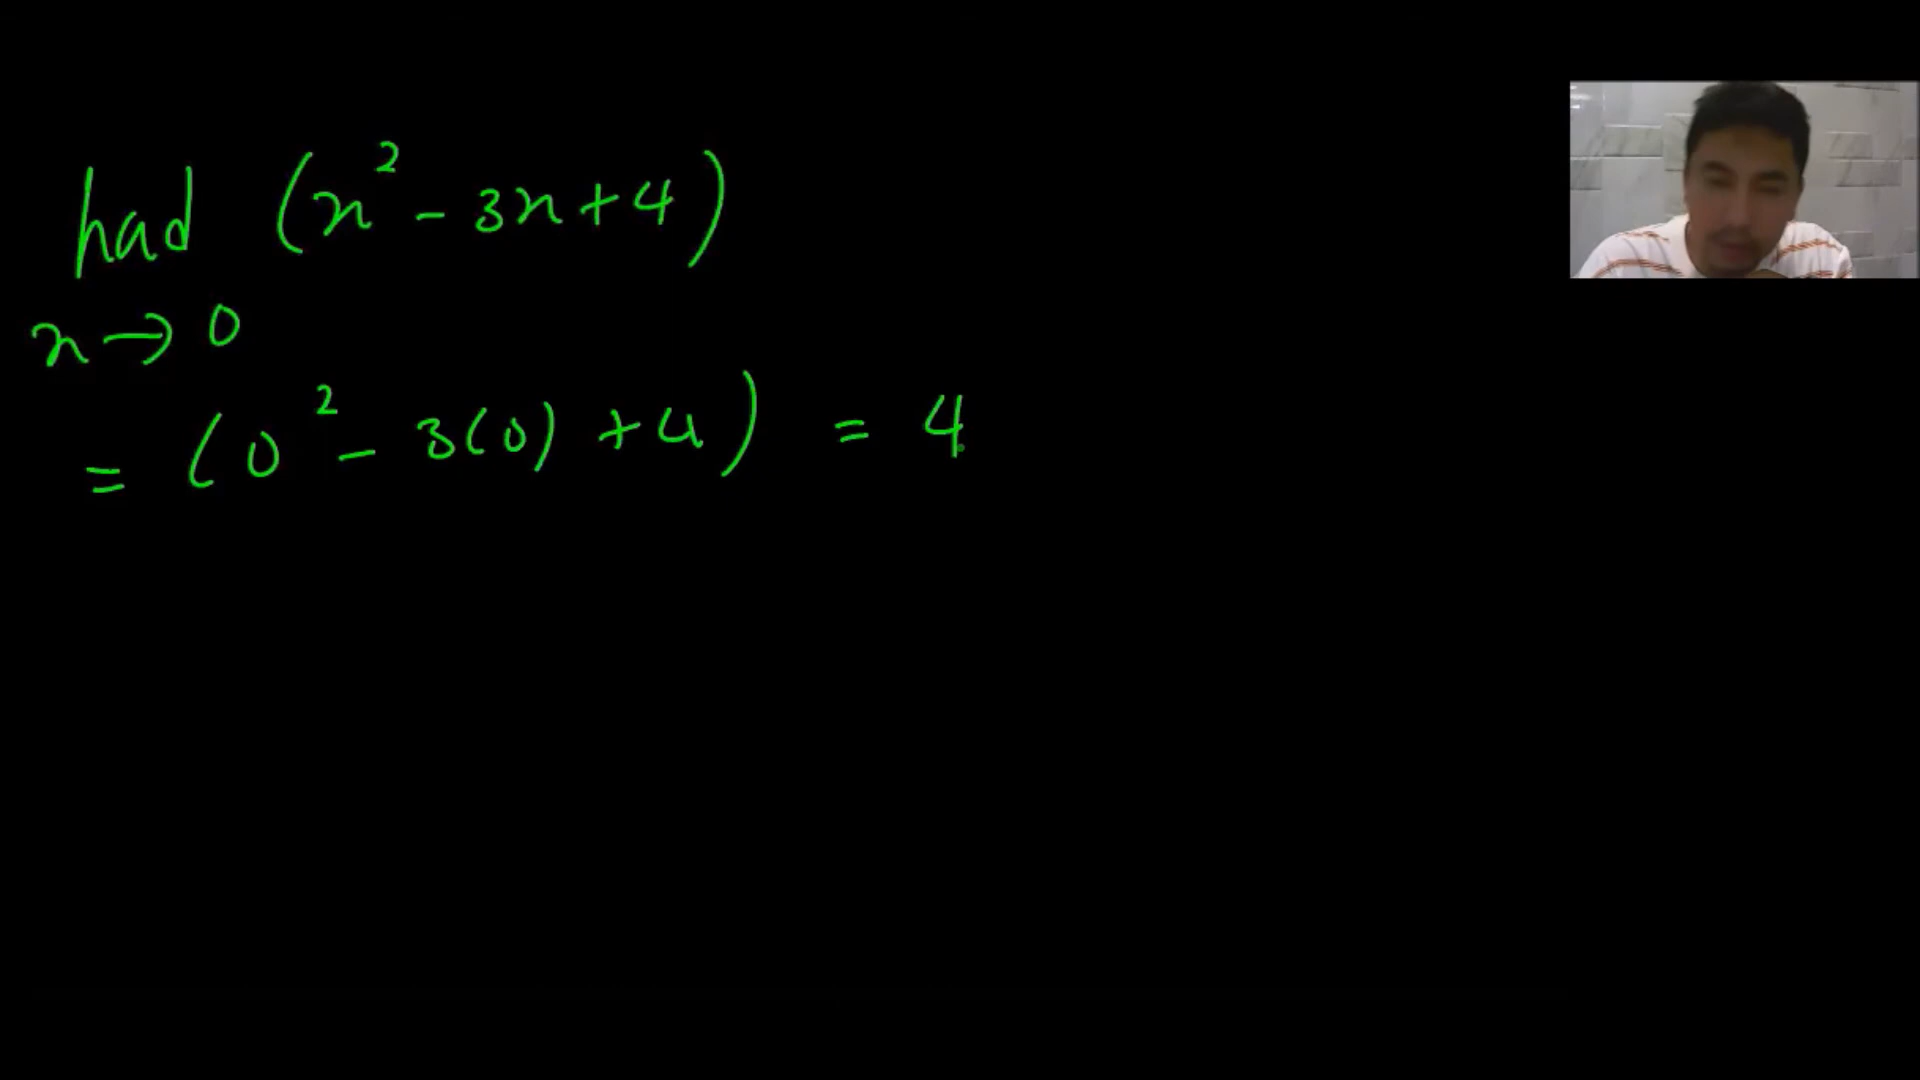 had (x² - 3x + 4)
x → 0
= (0² - 3(0) + 4) = 4